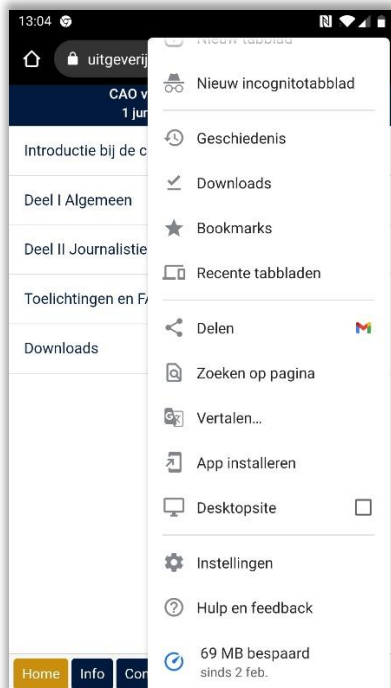 13:04
Nieuw tabblad
uitgeverij
Nieuw incognitotabblad
CAO v
1 jun
Geschiedenis
Introductie bij de c
Downloads
Deel I Algemeen
Bookmarks
Deel II Journalistie
Recente tabbladen
Toelichtingen en FA
Delen
Downloads
Zoeken op pagina
Vertalen...
App installeren
Desktopsite
Instellingen
Hulp en feedback
69 MB bespaard
sinds 2 feb.
Home Info Con